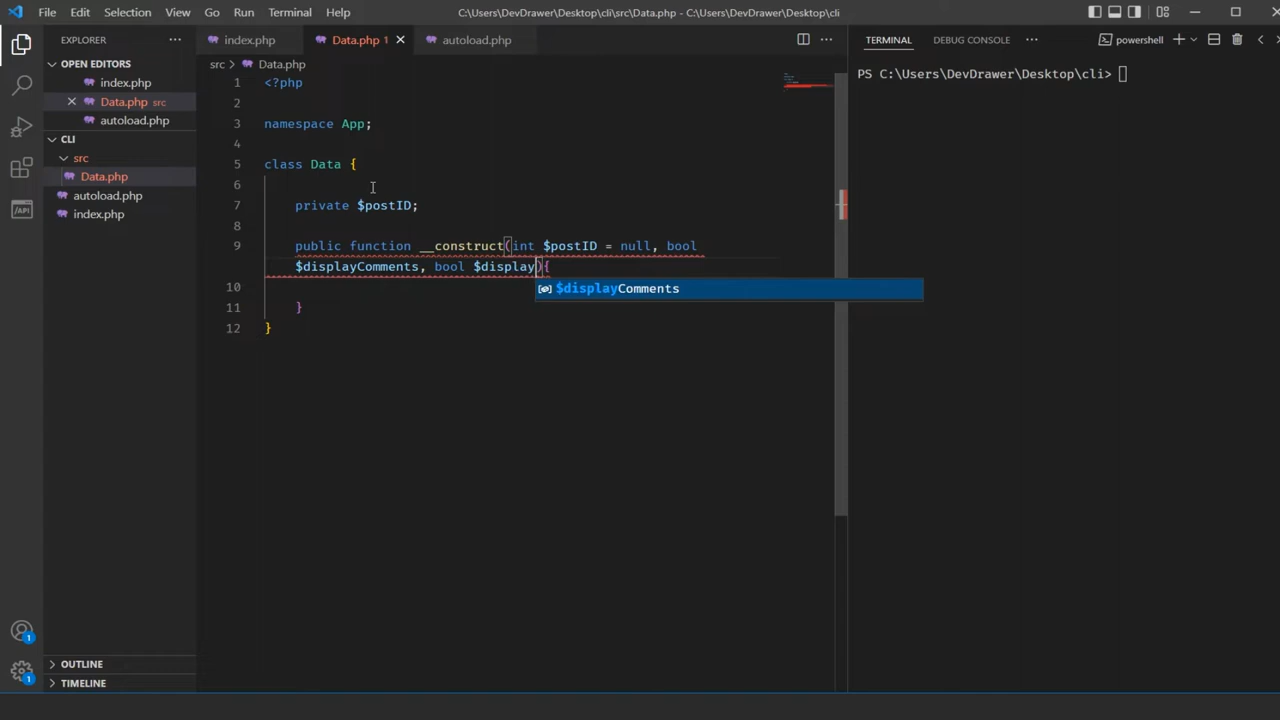 File Edit Selection View Go Run Terminal Help
C:\Users\DevDrawer\Desktop\cli\src\Data.php - C:\Users\DevDrawer\Desktop\cli
EXPLORER
OPEN EDITORS
index.php
Data.php src
autoload.php
CLI
src
Data.php
autoload.php
index.php
OUTLINE
TIMELINE
1
1
index.php Data.php 1 autoload.php
src > Data.php
1 <?php
2
3 namespace App;
4
5 class Data {
6
7 private $postID;
8
9 public function __construct(int $postID = null, bool
$displayComments, bool $display){
$displayComments
10
11 }
12 }
TERMINAL DEBUG CONSOLE powershell
PS C:\Users\DevDrawer\Desktop\cli>